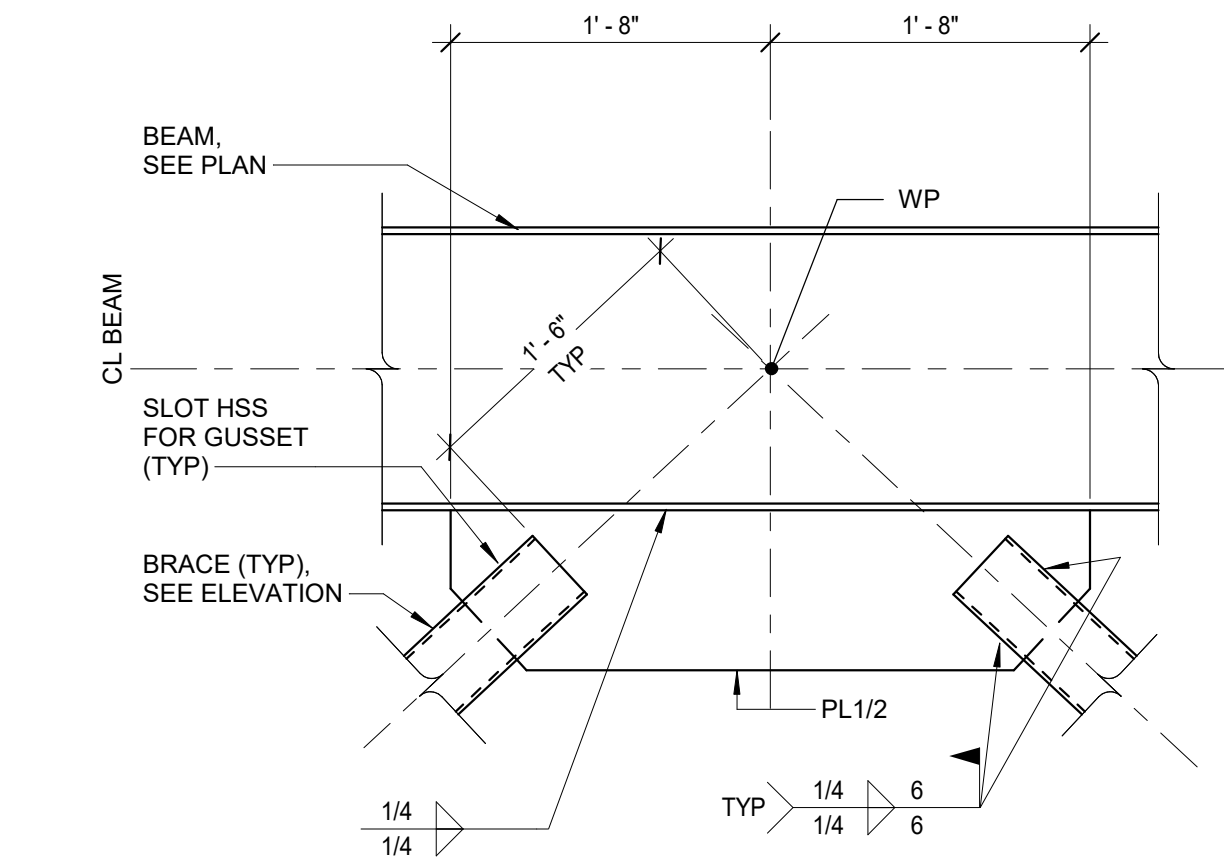 1' - 8"
1' - 8"
BEAM,
SEE PLAN
WP
CL BEAM
1' - 6"
TYP
SLOT HSS
FOR GUSSET
(TYP)
BRACE (TYP),
SEE ELEVATION
PL1/2
1/4
1/4
TYP
1/4 6
1/4 6